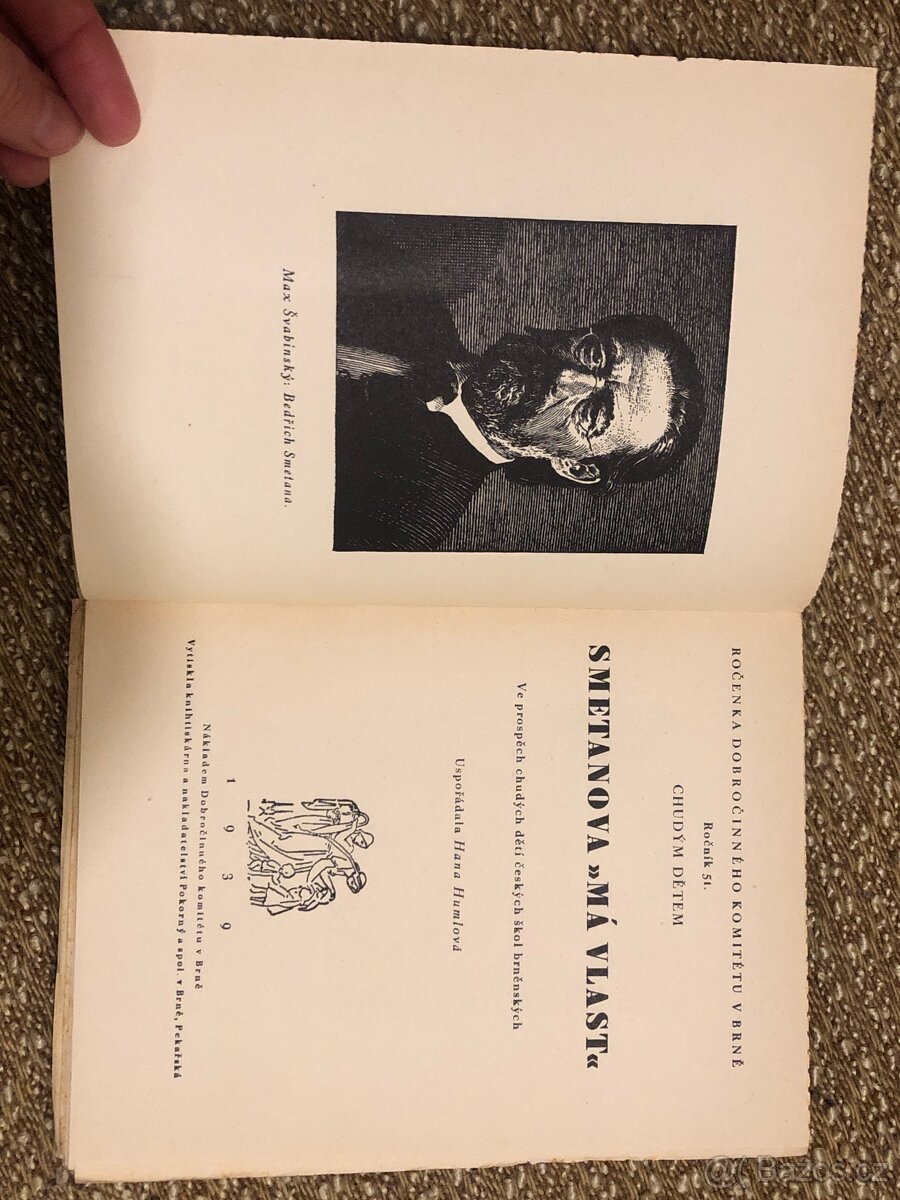 Max Švabinský: Bedřich Smetana.
ROČENKA DOBROČINNÉHO KOMITÉTU V BRNĚ
Ročník 51.
CHUDÝM DĚTEM
SMETANOVA »MÁ VLAST«
Ve prospěch chudých dětí českých škol brněnských
Uspořádala Hana Humlová
1 9 3 9
Nákladem Dobročinného komitétu v Brně
Vytiskla knihtiskárna a nakladatelství Pokorný a spol. v Brně, Pekařská
Bazos.cz